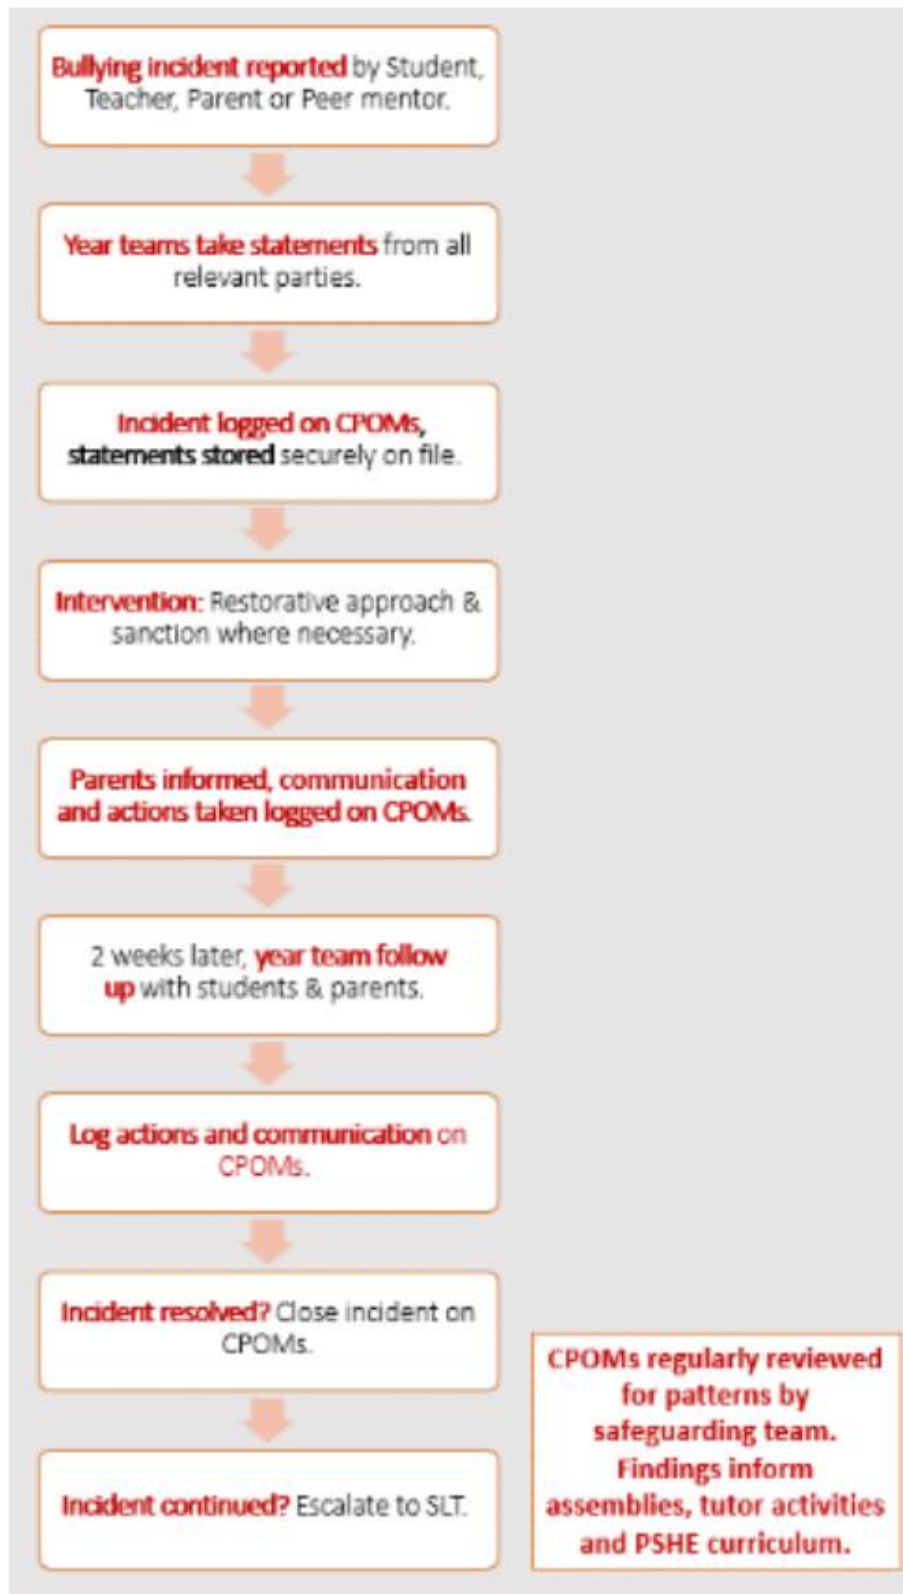 Bullying incident reported by Student,
Teacher, Parent or Peer mentor.
Year teams take statements from all
relevant parties.
Incident logged on CPOMs,
statements stored securely on file.
Intervention: Restorative approach &
sanction where necessary.
Parents informed, communication
and actions taken logged on CPOMs.
2 weeks later, year team follow
up with students & parents.
Log actions and communication on
CPOMs.
Incident resolved? Close incident on
CPOMs.
Incident continued? Escalate to SLT.
CPOMs regularly reviewed
for patterns by
safeguarding team.
Findings inform
assemblies, tutor activities
and PSHE curriculum.